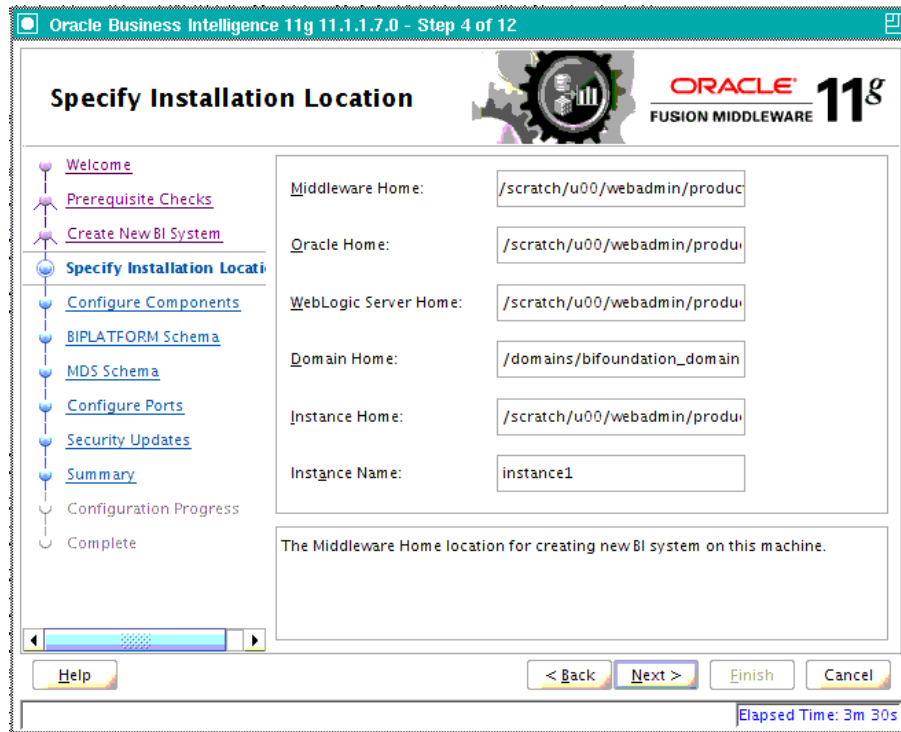 Oracle Business Intelligence 11g 11.1.1.7.0 - Step 4 of 12
Specify Installation Location
ORACLE
FUSION MIDDLEWARE
11g
Welcome
Prerequisite Checks
Create New BI System
Specify Installation Locati
Configure Components
BIPLATFORM Schema
MDS Schema
Configure Ports
Security Updates
Summary
Configuration Progress
Complete
Middleware Home: /scratch/u00/webadmin/product
Oracle Home: /scratch/u00/webadmin/produ
WebLogic Server Home: /scratch/u00/webadmin/produ
Domain Home: /domains/bifoundation_domain
Instance Home: /scratch/u00/webadmin/produ
Instance Name: instance1
The Middleware Home location for creating new BI system on this machine.
Help < Back Next > Finish Cancel
Elapsed Time: 3m 30s